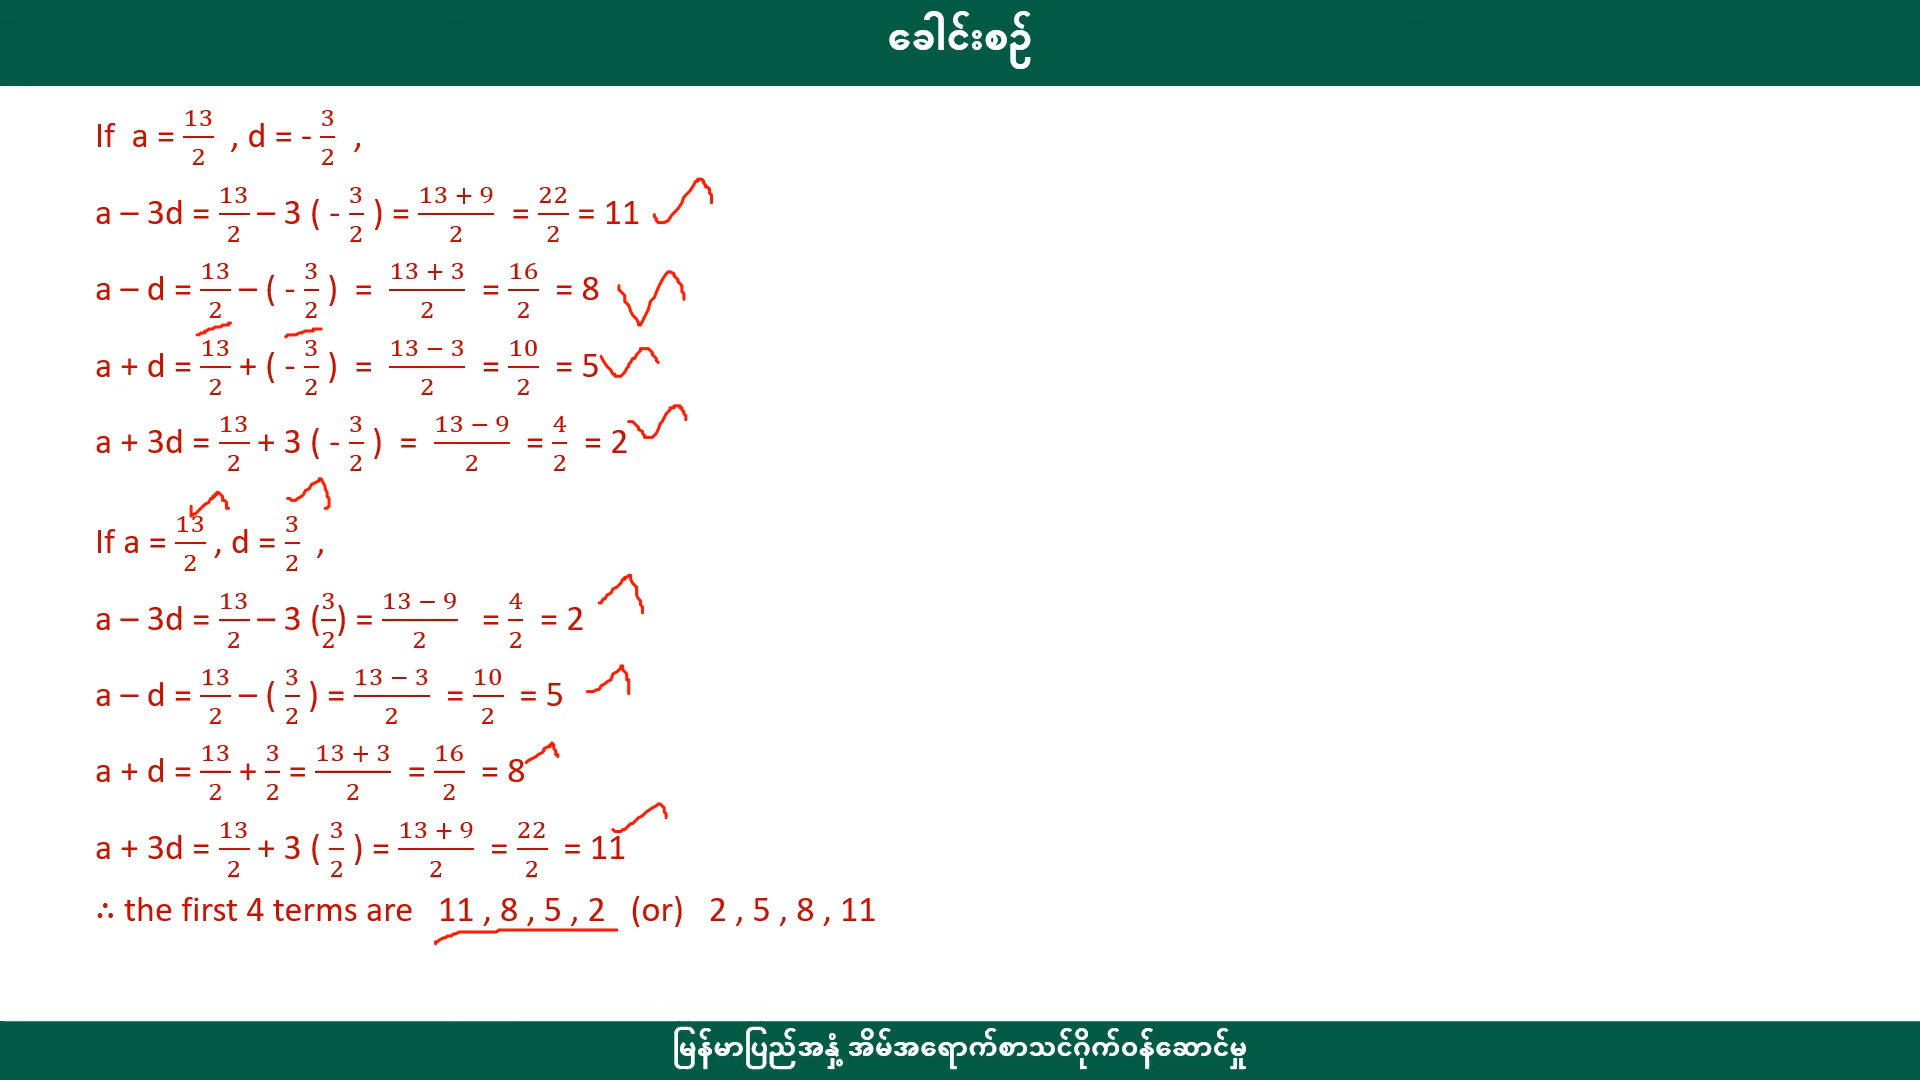 ခေါင်းစဉ်
If a = 13/2 , d = - 3/2 ,
a – 3d = 13/2 – 3 ( - 3/2 ) = (13 + 9)/2 = 22/2 = 11
a – d = 13/2 – ( - 3/2 ) = (13 + 3)/2 = 16/2 = 8
a + d = 13/2 + ( - 3/2 ) = (13 − 3)/2 = 10/2 = 5
a + 3d = 13/2 + 3 ( - 3/2 ) = (13 − 9)/2 = 4/2 = 2
If a = 13/2 , d = 3/2 ,
a – 3d = 13/2 – 3 (3/2) = (13 − 9)/2 = 4/2 = 2
a – d = 13/2 – ( 3/2 ) = (13 − 3)/2 = 10/2 = 5
a + d = 13/2 + 3/2 = (13 + 3)/2 = 16/2 = 8
a + 3d = 13/2 + 3 ( 3/2 ) = (13 + 9)/2 = 22/2 = 11
∴ the first 4 terms are 11 , 8 , 5 , 2 (or) 2 , 5 , 8 , 11
မြန်မာပြည်အနှံ့ အိမ်အရောက်စာသင်ဂိုက်ဝန်ဆောင်မှု